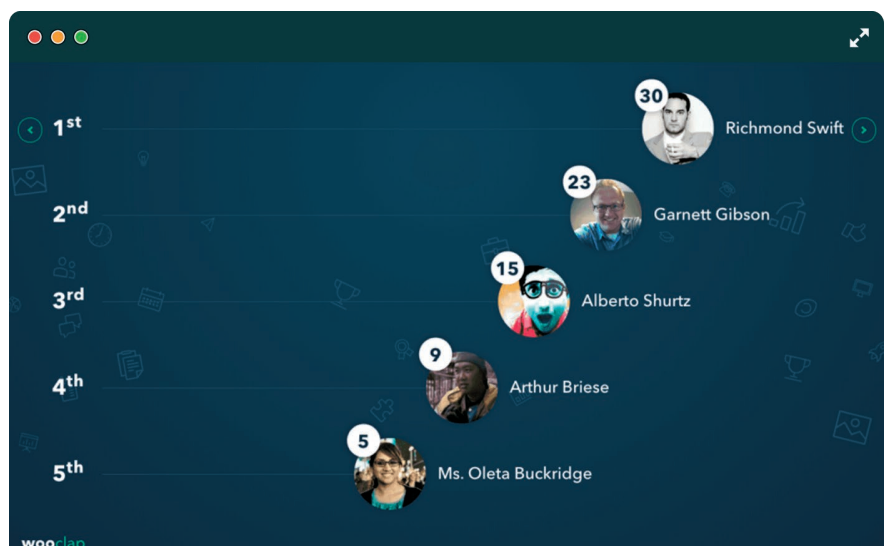 30
1st
Richmond Swift
23
2nd
Garnett Gibson
15
3rd
Alberto Shurtz
9
4th
Arthur Briese
5
5th
Ms. Oleta Buckridge
wooclap